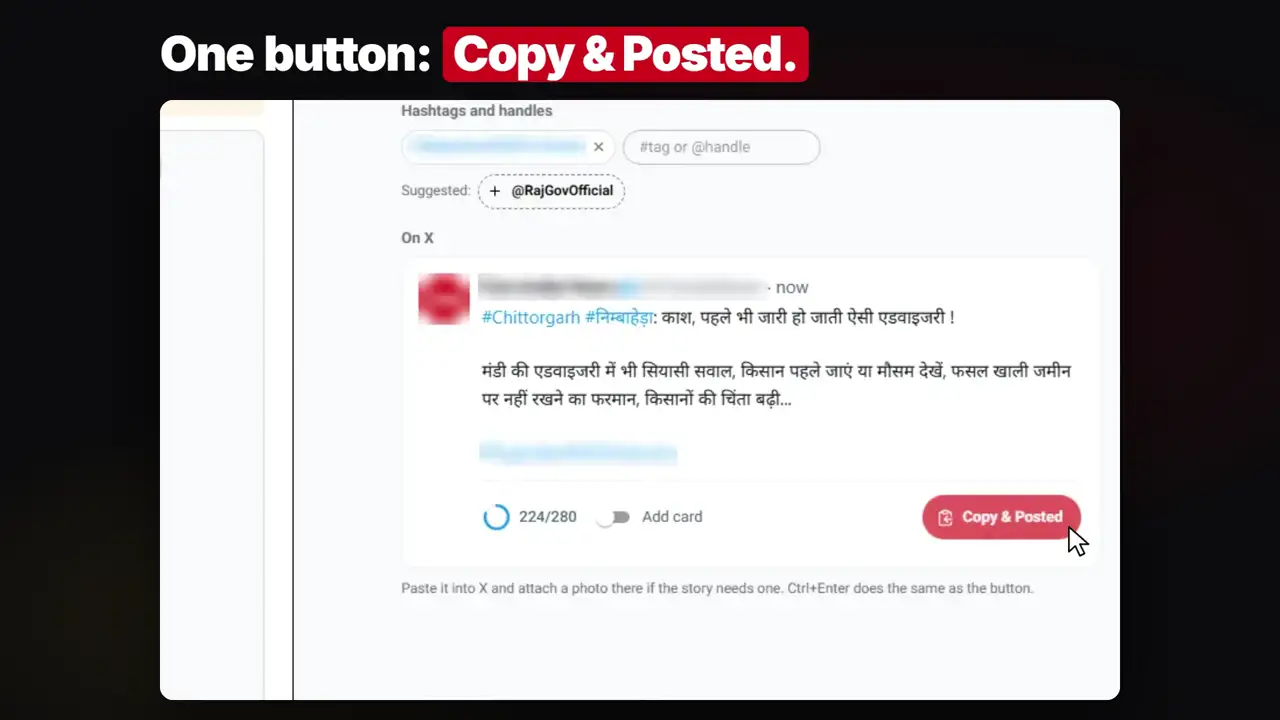 One button: Copy & Posted.
Hashtags and handles
#tag or @handle
Suggested: + @RajGovOfficial
On X
· now
#Chittorgarh #निम्बाहेड़ा: काश, पहले भी जारी हो जाती ऐसी एडवाइजरी !
मंडी की एडवाइजरी में भी सियासी सवाल, किसान पहले जाएं या मौसम देखें, फसल खाली जमीन
पर नहीं रखने का फरमान, किसानों की चिंता बढ़ी...
224/280 Add card Copy & Posted
Paste it into X and attach a photo there if the story needs one. Ctrl+Enter does the same as the button.